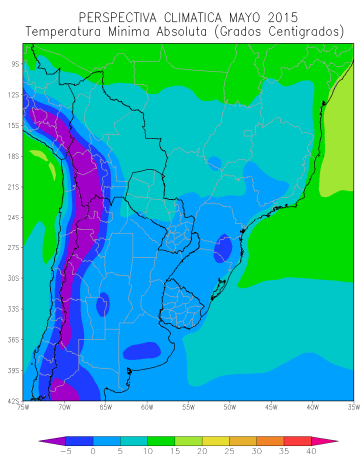 PERSPECTIVA CLIMATICA MAYO 2015
Temperatura Minima Absoluta (Grados Centigrados)
9S
12S
15S
18S
21S
24S
27S
30S
33S
36S
39S
42S
75W 70W 65W 60W 55W 50W 45W 40W 35W
−5 0 5 10 15 20 25 30 35 40